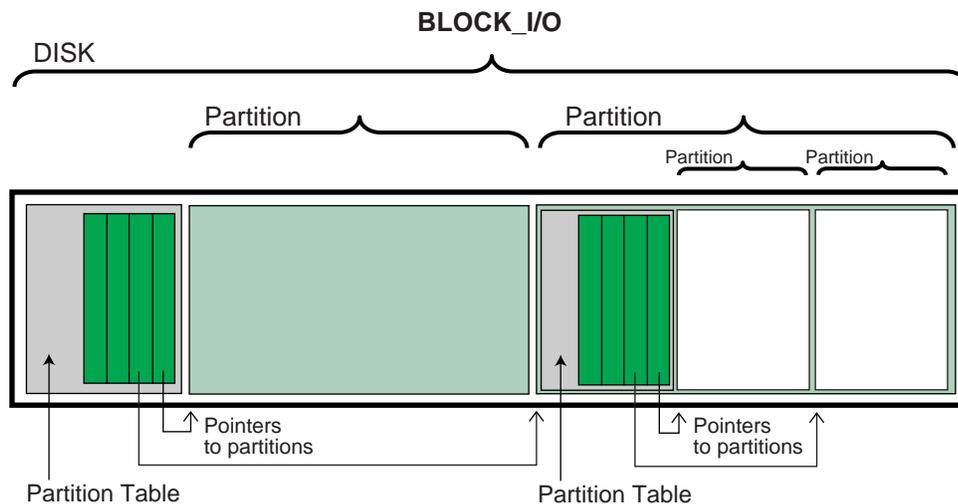 BLOCK_I/O
DISK
Partition
Partition
Partition
Partition
Pointers
to partitions
Pointers
to partitions
Partition Table
Partition Table